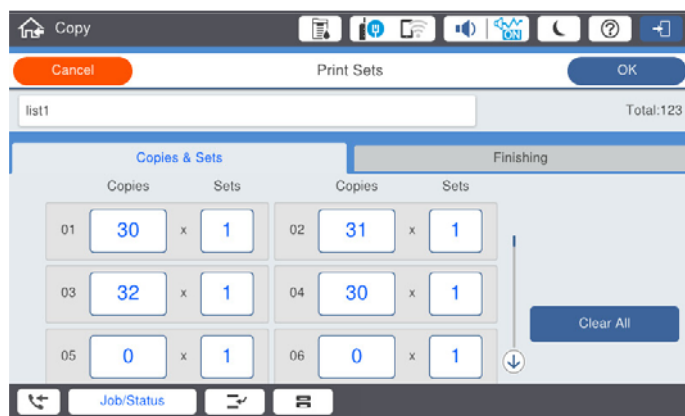 Copy
ON
Cancel Print Sets OK
list1 Total:123
Copies & Sets Finishing
Copies Sets Copies Sets
01 30 x 1 02 31 x 1
03 32 x 1 04 30 x 1
Clear All
05 0 x 1 06 0 x 1
Job/Status